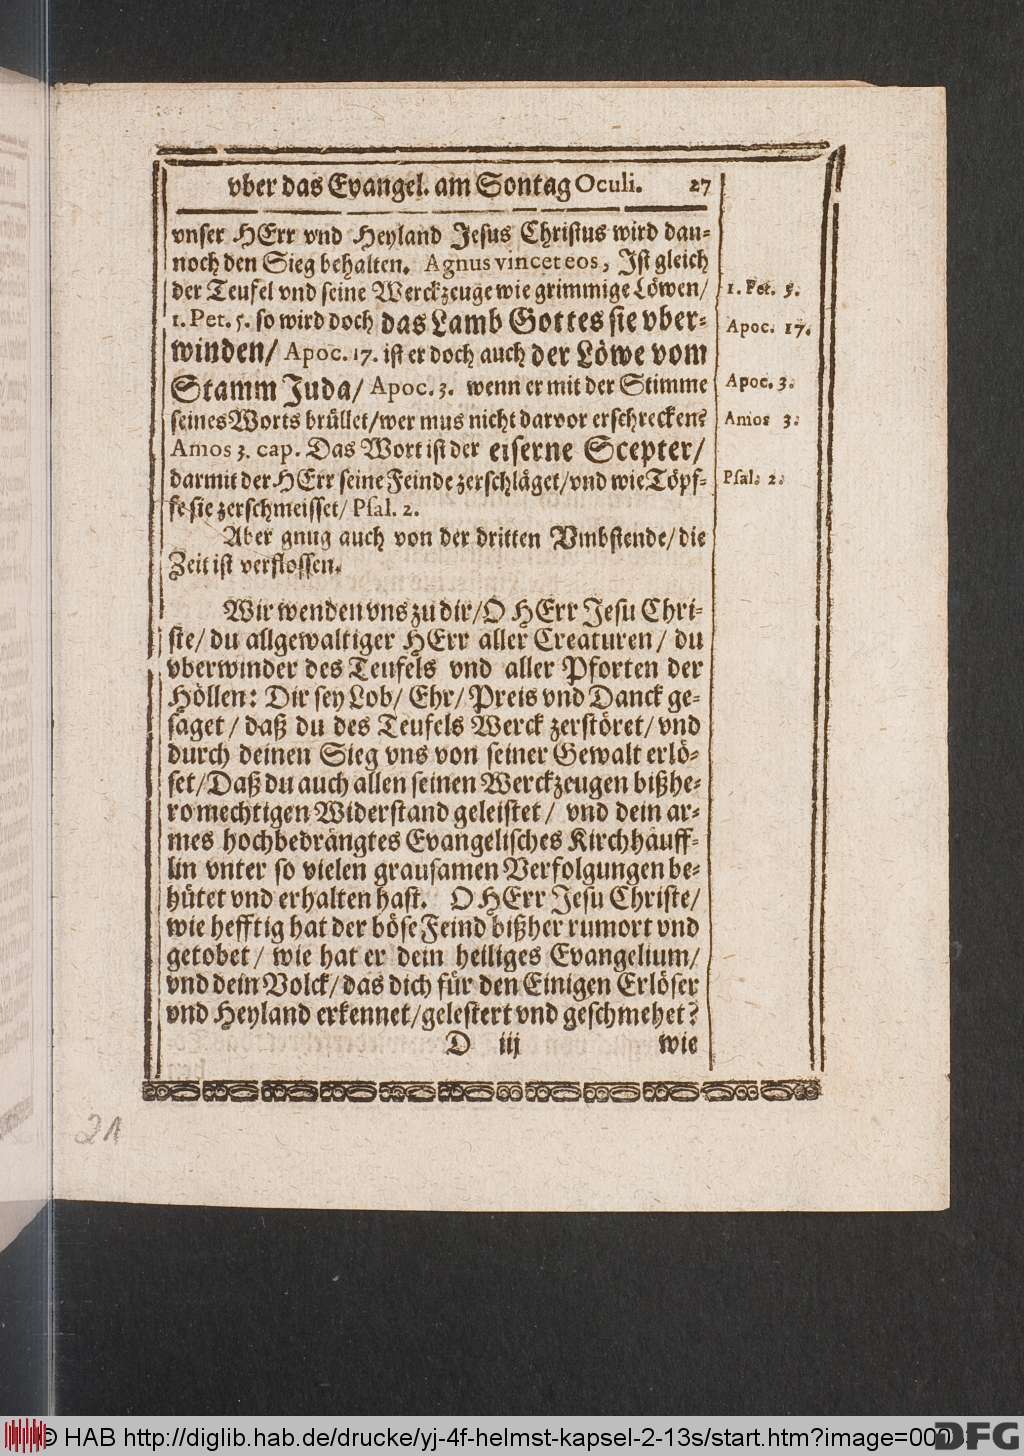 vber das Evangel. am Sontag Oculi. 27
vnser HErr vnd Heyland Jesus Christus wird dan-
noch den Sieg behalten. Agnus vincet eos, Ist gleich
der Teufel vnd seine Werckzeuge wie grimmige Löwen/
1. Pet. 5. so wird doch das Lamb Gottes sie vber-
winden/ Apoc. 17. ist er doch auch der Löwe vom
Stamm Juda/ Apoc. 3. wenn er mit der Stimme
seines Worts brüllet/wer mus nicht darvor erschrecken?
Amos 3. cap. Das Wort ist der eiserne Scepter/
darmit der HErr seine Feinde zerschläget/vnd wie Töpf-
fe sie zerschmeisset/ Psal. 2.
Aber gnug auch von der dritten Vmbstende/die
Zeit ist verflossen.
Wir wenden vns zu dir/O HErr Jesu Chri-
ste/ du allgewaltiger HErr aller Creaturen/ du
vberwinder des Teufels vnd aller Pforten der
Höllen: Dir sey Lob/ Ehr/ Preis vnd Danck ge-
saget/ daß du des Teufels Werck zerstöret/ vnd
durch deinen Sieg vns von seiner Gewalt erlö-
set/Daß du auch allen seinen Werckzeugen bißhe-
ro mechtigen Widerstand geleistet/ vnd dein ar-
mes hochbedrängtes Evangelisches Kirchhäuff-
lin vnter so vielen grausamen Verfolgungen be-
hütet vnd erhalten hast. O HErr Jesu Christe/
wie hefftig hat der böse Feind bißher rumort vnd
getobet/ wie hat er dein heiliges Evangelium/
vnd dein Volck/das dich für den Einigen Erlöser
vnd Heyland erkennet/gelestert vnd geschmehet?
D iij wie
1. Pet. 5.
Apoc. 17.
Apoc. 3.
Amos 3.
Psal. 2.
21
© HAB http://diglib.hab.de/drucke/yj-4f-helmst-kapsel-2-13s/start.htm?image=000
DFG